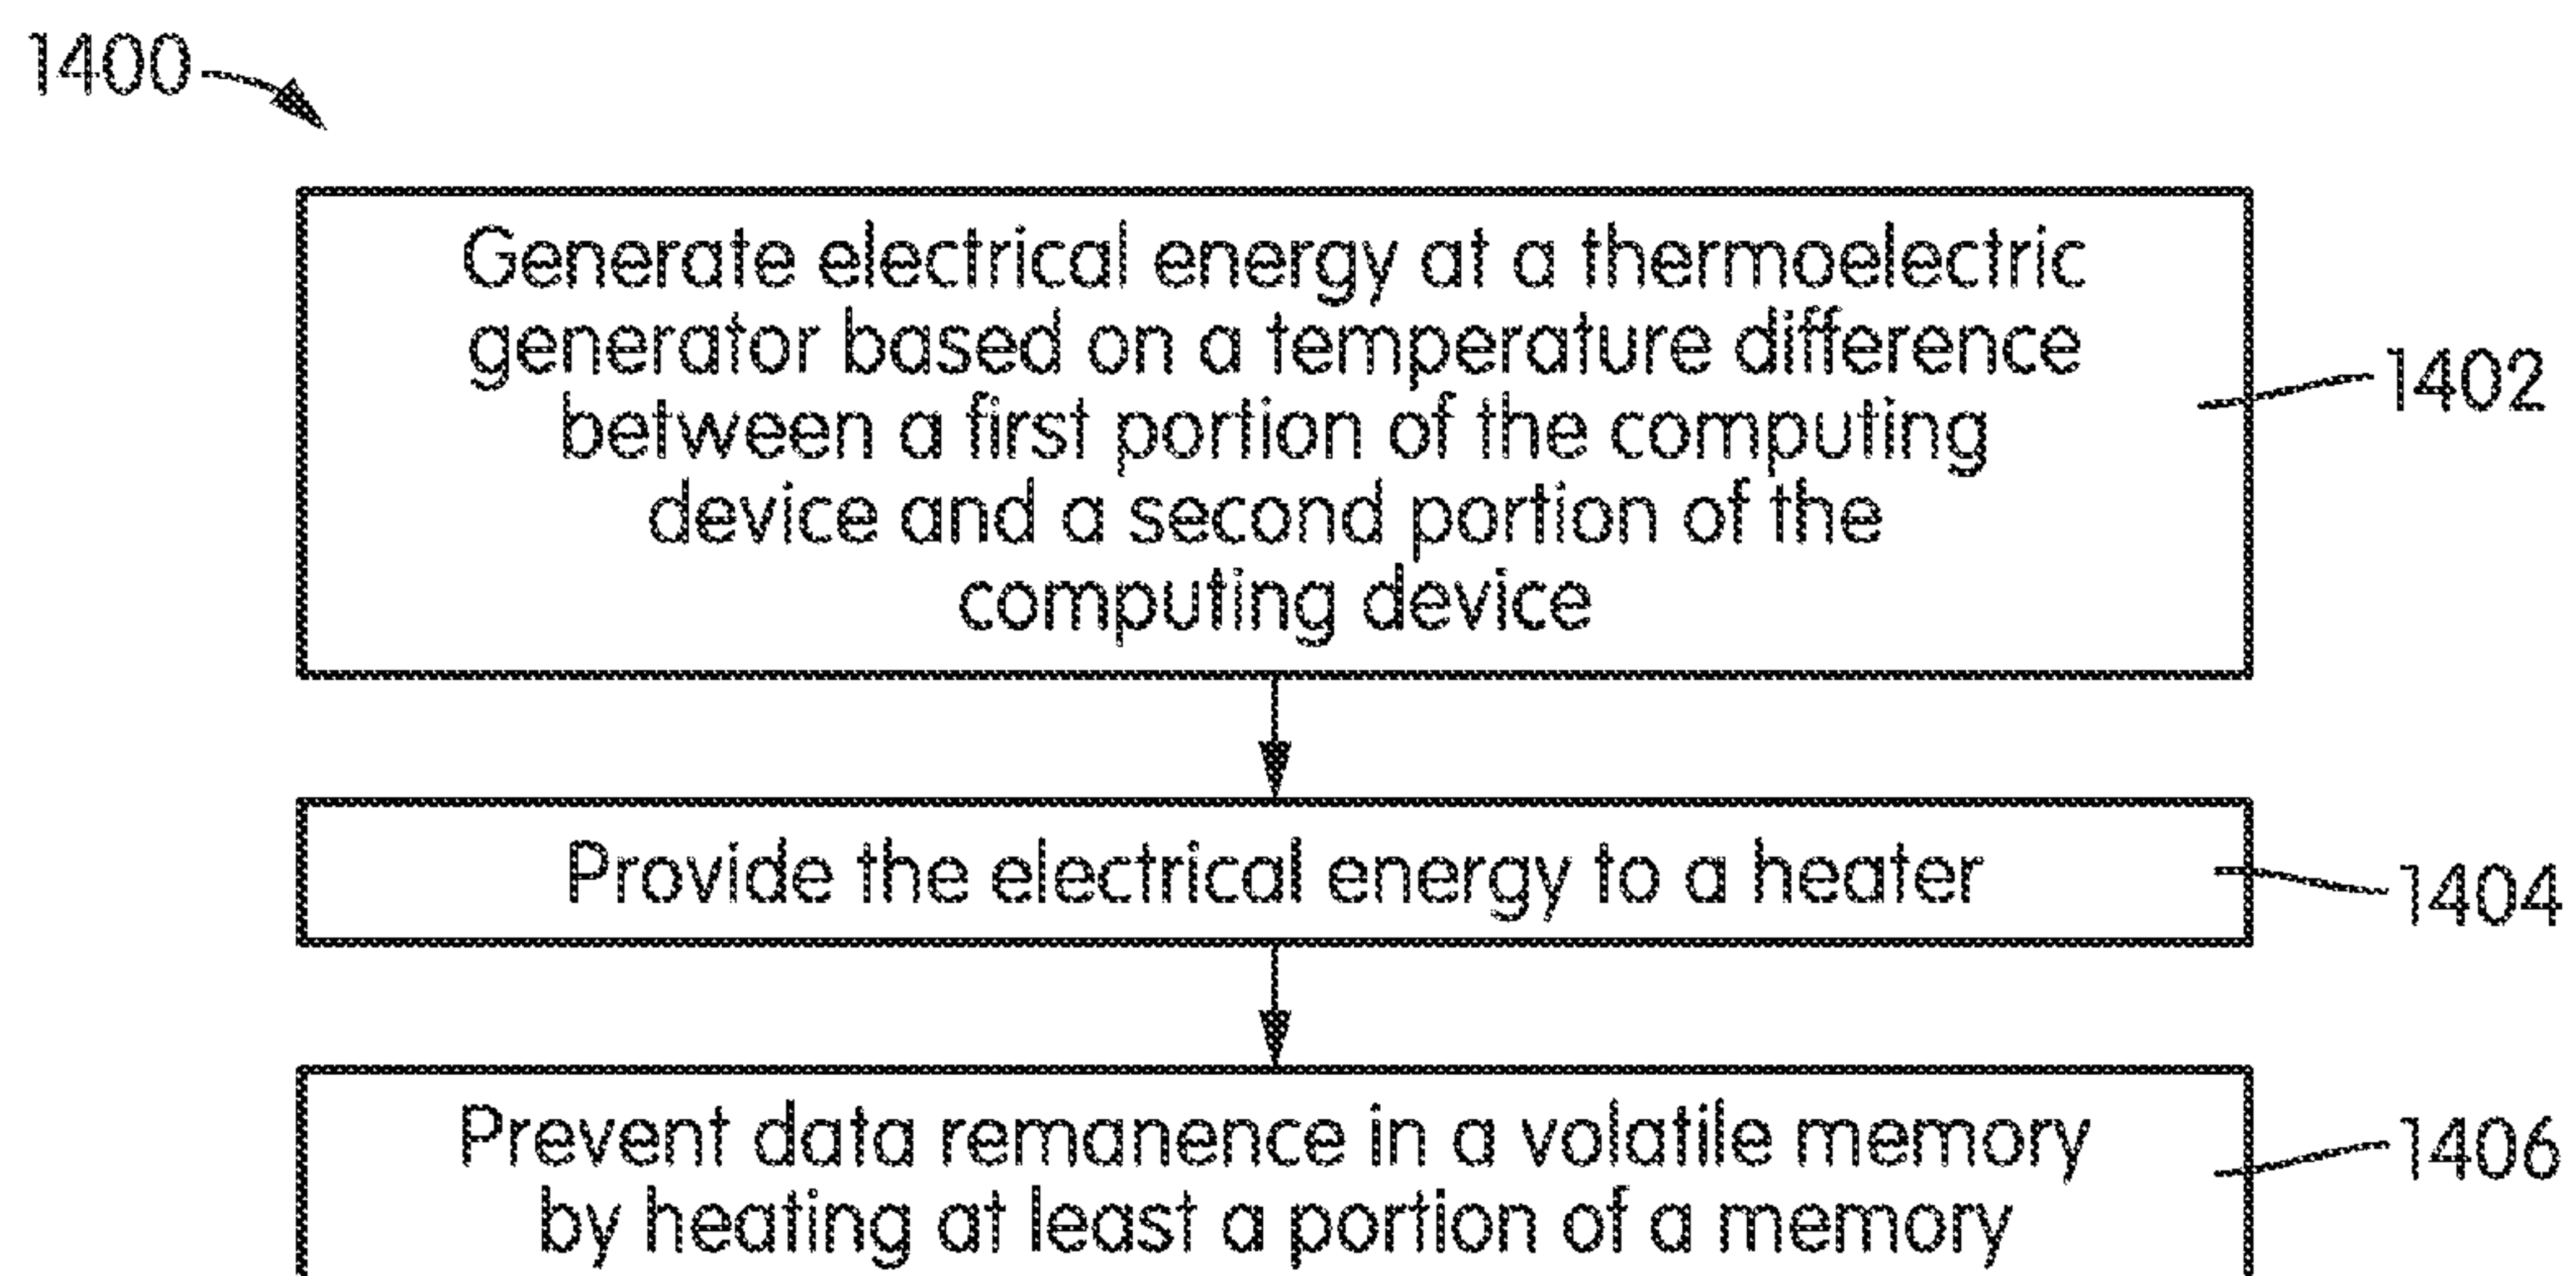 1400
Generate electrical energy at a thermoelectric
generator based on a temperature difference
between a first portion of the computing
device and a second portion of the
computing device
1402
Provide the electrical energy to a heater
1404
Prevent data remanence in a volatile memory
by heating at least a portion of a memory
1406